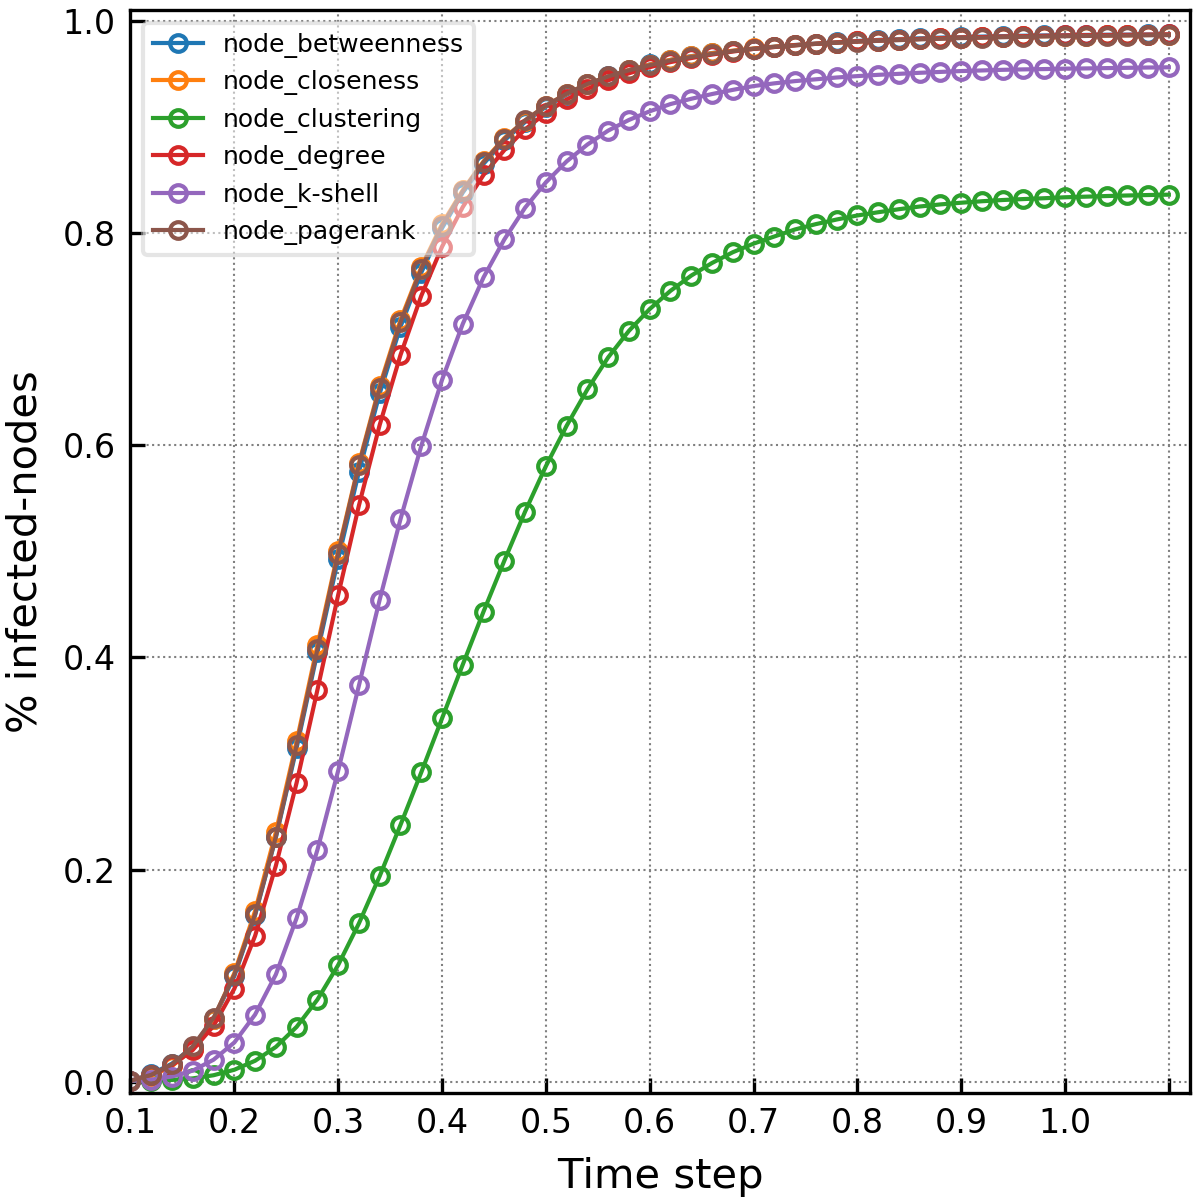 1.0
0.8
0.6
0.4
0.2
0.0
% infected-nodes
node_betweenness
node_closeness
node_clustering
node_degree
node_k-shell
node_pagerank
0.1 0.2 0.3 0.4 0.5 0.6 0.7 0.8 0.9 1.0
Time step